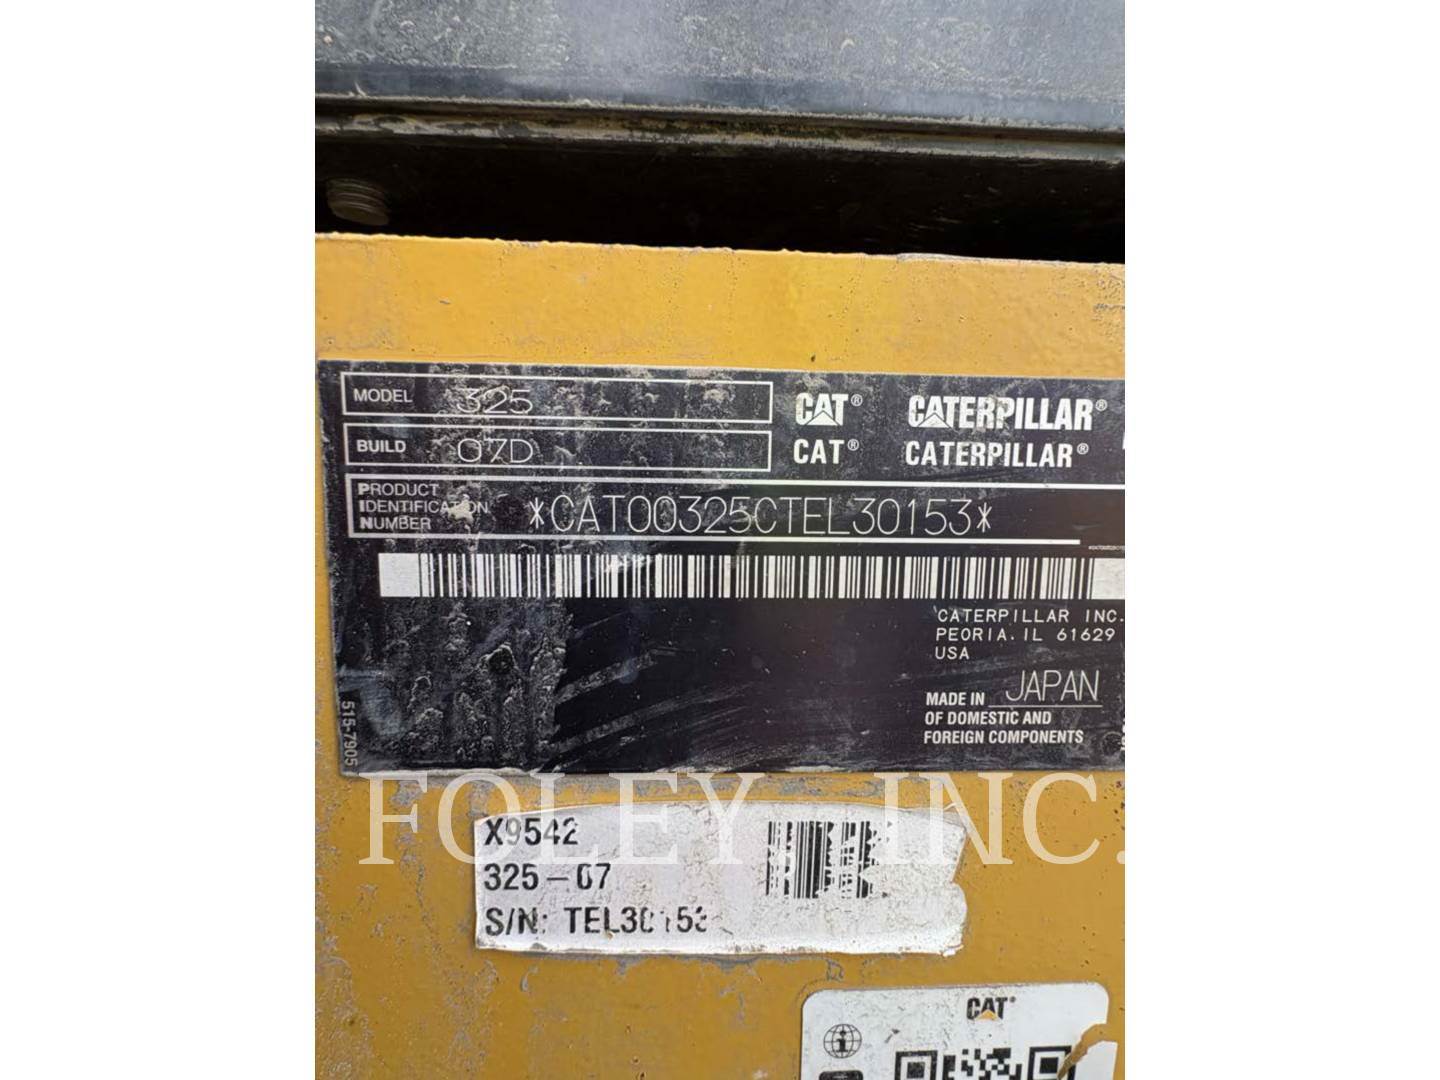 MODEL 325
BUILD 07D
CAT® CATERPILLAR®
CAT® CATERPILLAR®
PRODUCT
IDENTIFICATION
NUMBER
*CAT00325CTEL30153*
CATERPILLAR INC.
PEORIA, IL 61629
USA
MADE IN JAPAN
OF DOMESTIC AND
FOREIGN COMPONENTS
515-7905
FOLEY, INC.
X9542
325-07
S/N: TEL30153
CAT®